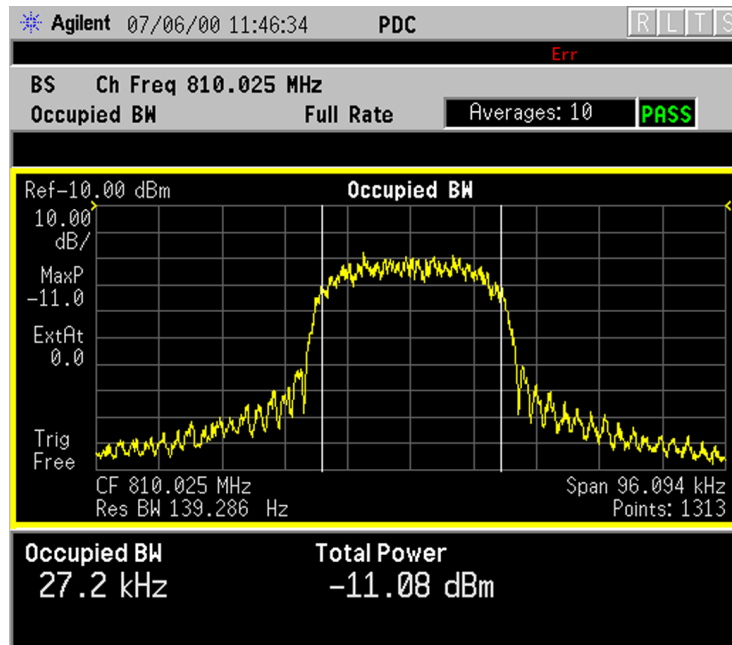 Agilent 07/06/00 11:46:34 PDC R L T S
Err
BS Ch Freq 810.025 MHz
Occupied BW Full Rate Averages: 10 PASS
Ref-10.00 dBm Occupied BW
10.00
dB/
MaxP
-11.0
ExtAt
0.0
Trig
Free
CF 810.025 MHz Span 96.094 kHz
Res BW 139.286 Hz Points: 1313
Occupied BW Total Power
27.2 kHz -11.08 dBm